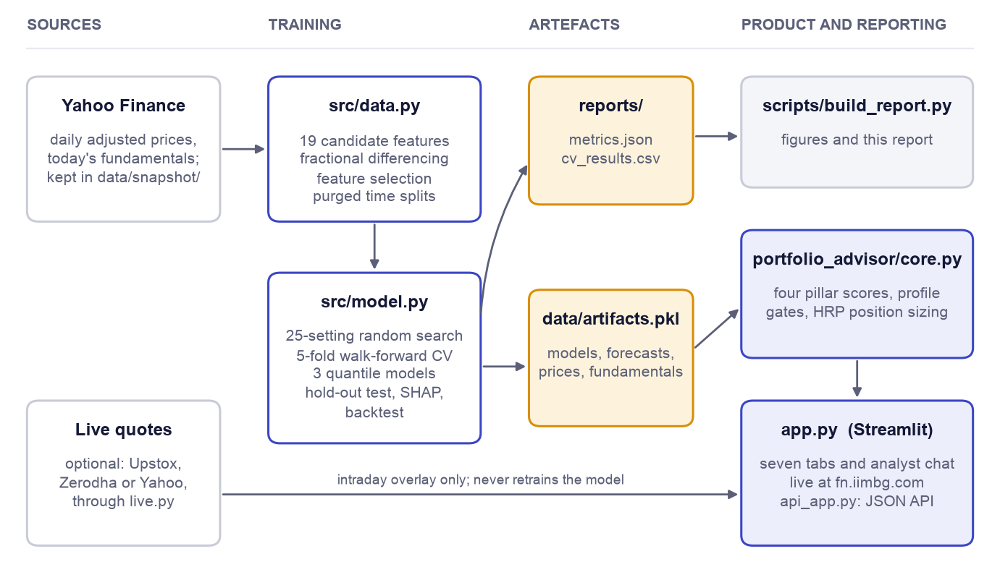 SOURCES
TRAINING
ARTEFACTS
PRODUCT AND REPORTING
Yahoo Finance
daily adjusted prices,
today's fundamentals;
kept in data/snapshot/
src/data.py
19 candidate features
fractional differencing
feature selection
purged time splits
reports/
metrics.json
cv_results.csv
scripts/build_report.py
figures and this report
src/model.py
25-setting random search
5-fold walk-forward CV
3 quantile models
hold-out test, SHAP,
backtest
data/artifacts.pkl
models, forecasts,
prices, fundamentals
portfolio_advisor/core.py
four pillar scores, profile
gates, HRP position sizing
Live quotes
optional: Upstox,
Zerodha or Yahoo,
through live.py
intraday overlay only; never retrains the model
app.py (Streamlit)
seven tabs and analyst chat
live at fn.iimbg.com
api_app.py: JSON API